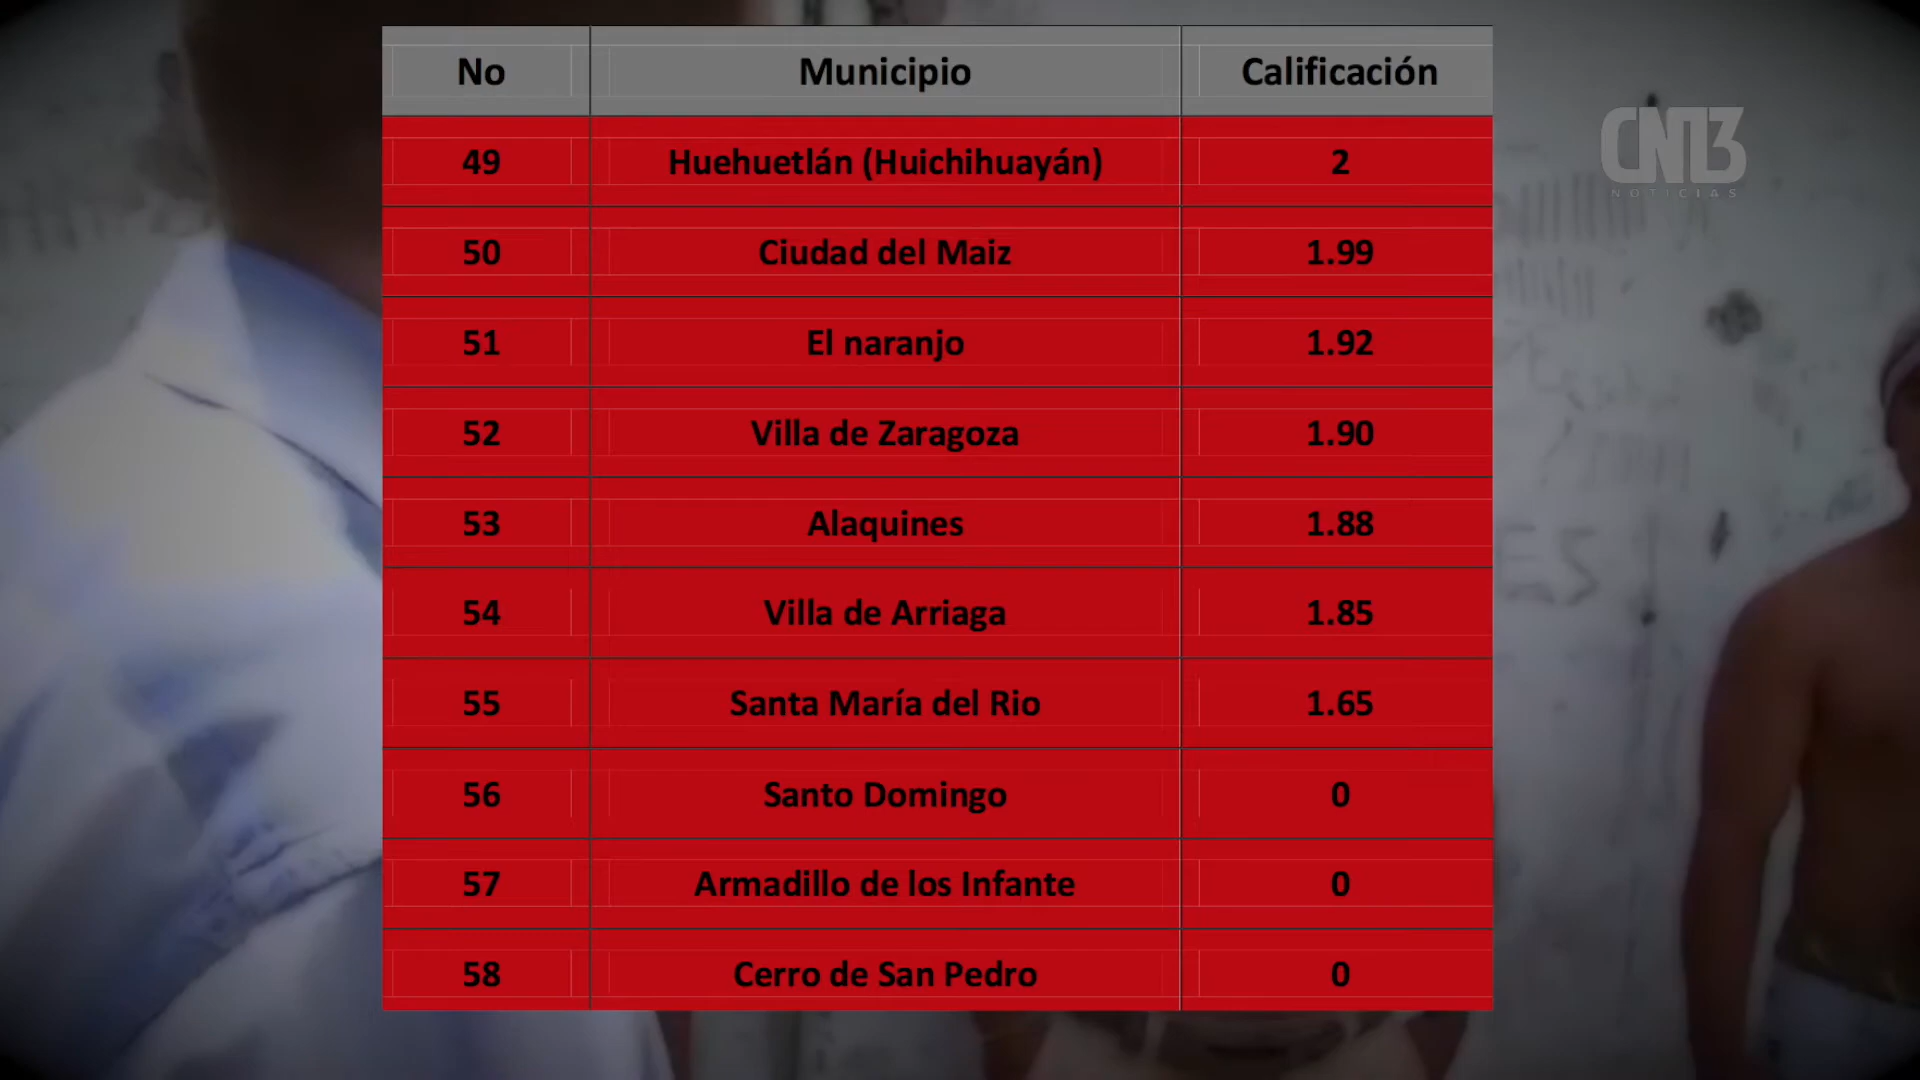 No Municipio Calificación
49 Huehuetlán (Huichihuayán) 2
50 Ciudad del Maiz 1.99
51 El naranjo 1.92
52 Villa de Zaragoza 1.90
53 Alaquines 1.88
54 Villa de Arriaga 1.85
55 Santa María del Rio 1.65
56 Santo Domingo 0
57 Armadillo de los Infante 0
58 Cerro de San Pedro 0
CN13
NOTICIAS